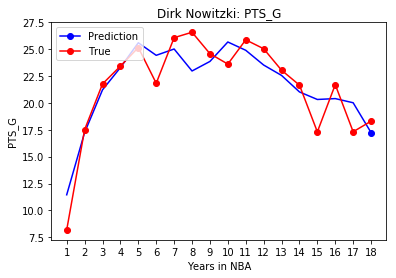 Dirk Nowitzki: PTS_G
Prediction
True
PTS_G
27.5
25.0
22.5
20.0
17.5
15.0
12.5
10.0
7.5
1 2 3 4 5 6 7 8 9 10 11 12 13 14 15 16 17 18
Years in NBA